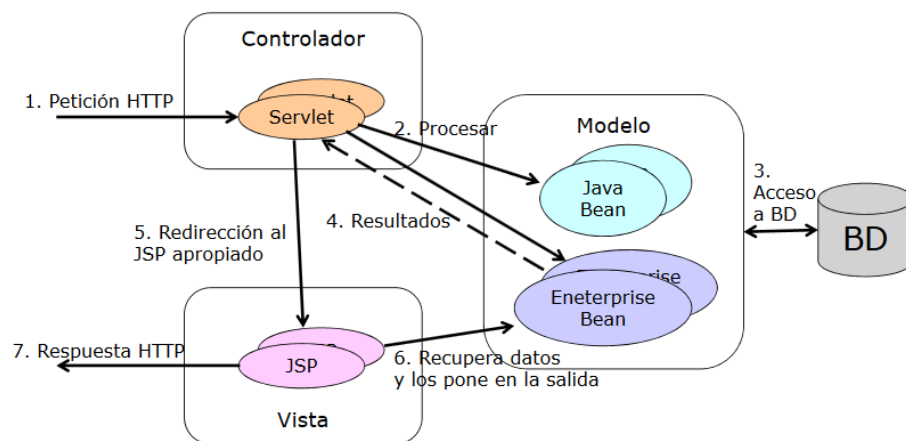 Controlador
1. Petición HTTP
Servlet
2. Procesar
Modelo
Java
Bean
3.
Acceso
a BD
BD
4. Resultados
5. Redirección al
JSP apropiado
Eneterprise
Bean
7. Respuesta HTTP
JSP
6. Recupera datos
y los pone en la salida
Vista